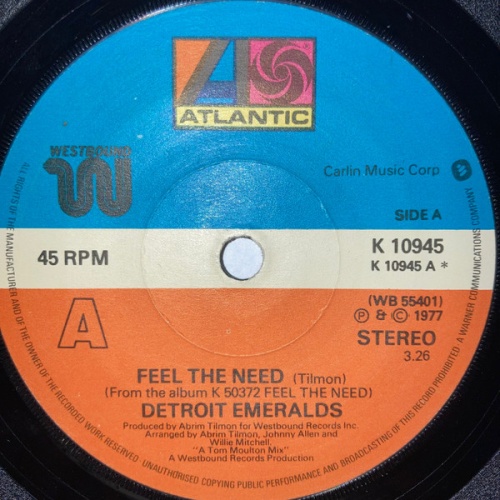 ATLANTIC
WESTBOUND
Carlin Music Corp
SIDE A
45 RPM
K 10945
K 10945 A *
A
(WB 55401)
Ⓟ & Ⓒ 1977
STEREO
3.26
FEEL THE NEED (Tilmon)
(From the album K 50372 FEEL THE NEED)
DETROIT EMERALDS
Produced by Abrim Tilmon for Westbound Records Inc.
Arranged by Abrim Tilmon, Johnny Allen and
Willie Mitchell.
"A Tom Moulton Mix"
A Westbound Records Production
ALL RIGHTS OF THE MANUFACTURER AND OF THE OWNER OF THE RECORDED WORK RESERVED. UNAUTHORISED COPYING PUBLIC PERFORMANCE AND BROADCASTING OF THIS RECORD PROHIBITED. A WARNER COMMUNICATIONS COMPANY